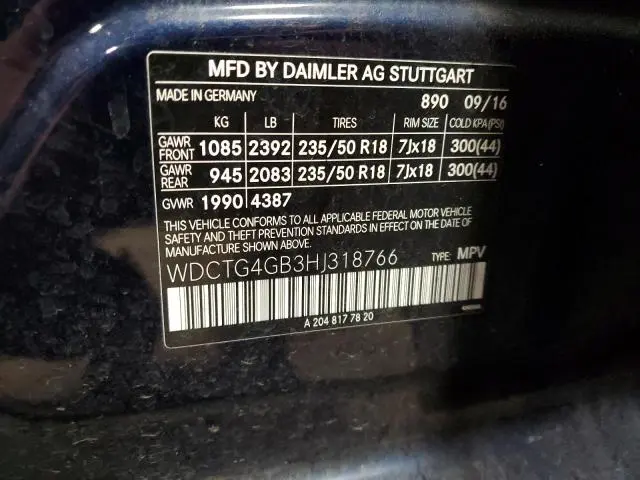 MFD BY DAIMLER AG STUTTGART
MADE IN GERMANY 890 09/16
KG LB TIRES RIM SIZE COLD KPA(PSI)
GAWR FRONT 1085 2392 235/50 R18 7Jx18 300(44)
GAWR REAR 945 2083 235/50 R18 7Jx18 300(44)
GVWR 1990 4387
THIS VEHICLE CONFORMS TO ALL APPLICABLE FEDERAL MOTOR VEHICLE
SAFETY AND THEFT PREVENTION STANDARDS IN EFFECT ON THE DATE OF
MANUFACTURE SHOWN ABOVE.
WDCTG4GB3HJ318766 TYPE: MPV
A 204 817 78 20